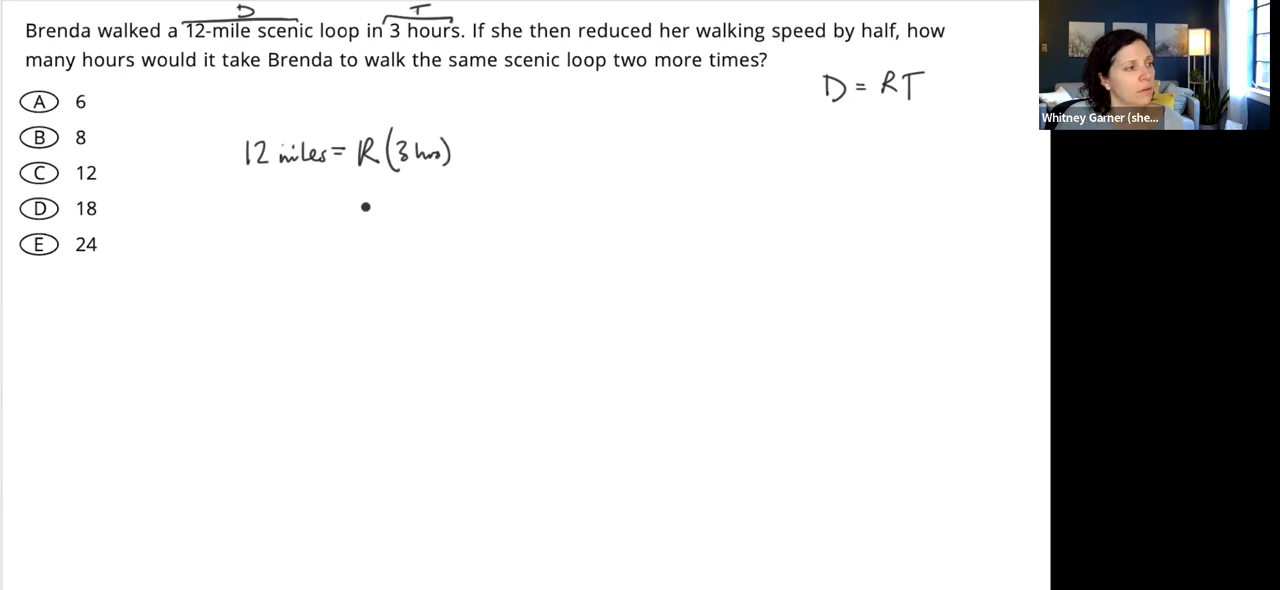 D T
Brenda walked a 12-mile scenic loop in 3 hours. If she then reduced her walking speed by half, how
many hours would it take Brenda to walk the same scenic loop two more times?
D = RT
A 6
B 8
12 miles = R (3 hrs)
C 12
D 18
E 24
Whitney Garner (she...